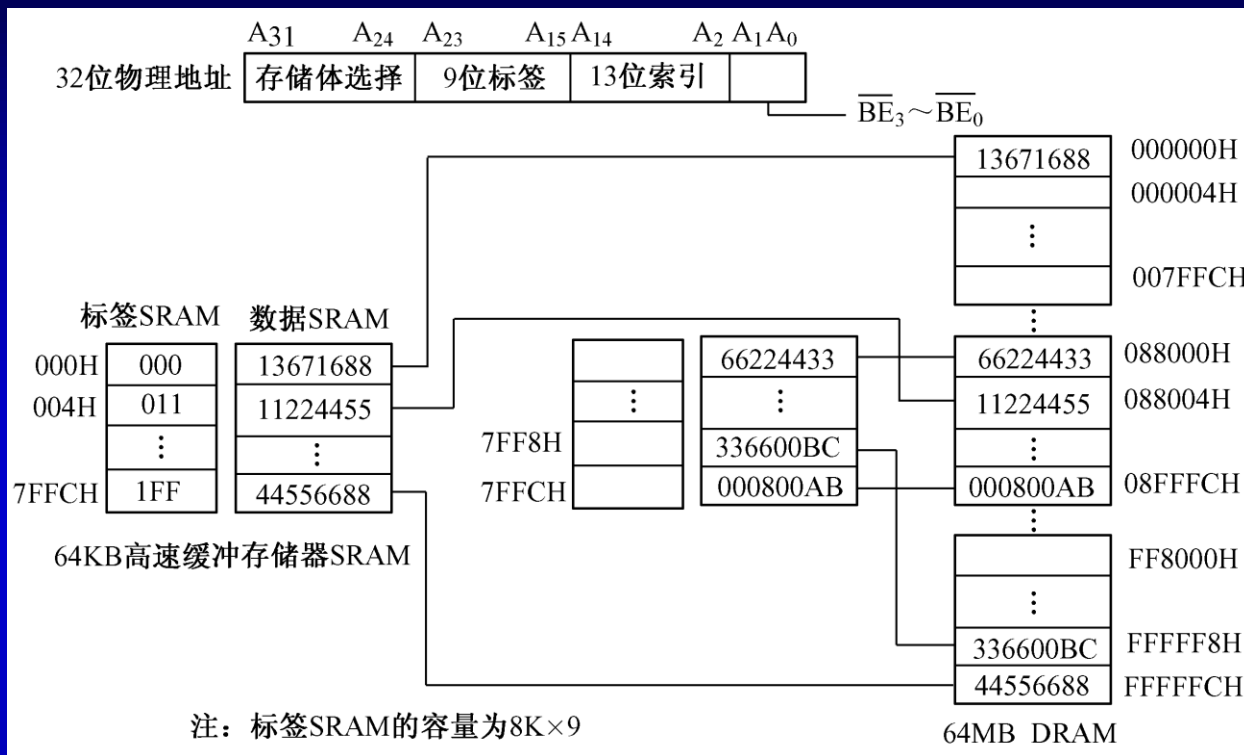 A31 A24 A23 A15 A14 A2 A1 A0
32位物理地址 存储体选择 9位标签 13位索引
BE3～BE0
13671688 000000H
000004H
⋮
007FFCH
⋮
标签SRAM 数据SRAM
000H 000 13671688
004H 011 11224455
⋮ ⋮
7FFCH 1FF 44556688
64KB高速缓冲存储器SRAM
66224433
⋮ ⋮
7FF8H 336600BC
7FFCH 000800AB
66224433 088000H
11224455 088004H
⋮
000800AB 08FFFCH
⋮
FF8000H
⋮
336600BC FFFFF8H
44556688 FFFFFCH
64MB DRAM
注：标签SRAM的容量为8K×9